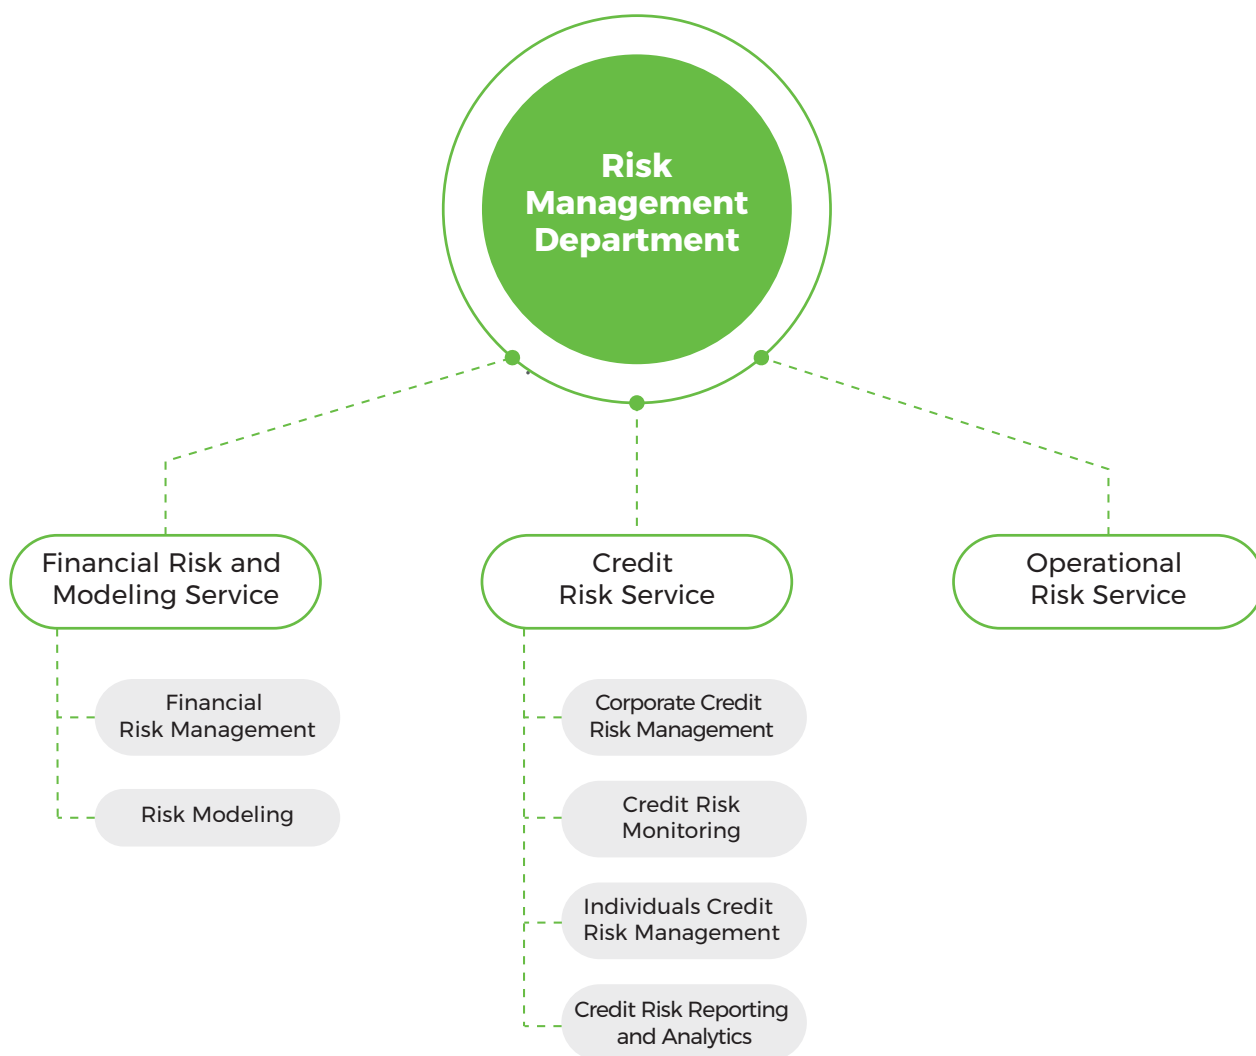 Risk
Management
Department
Financial Risk and
Modeling Service
Credit
Risk Service
Operational
Risk Service
Financial
Risk Management
Risk Modeling
Corporate Credit
Risk Management
Credit Risk
Monitoring
Individuals Credit
Risk Management
Credit Risk Reporting
and Analytics